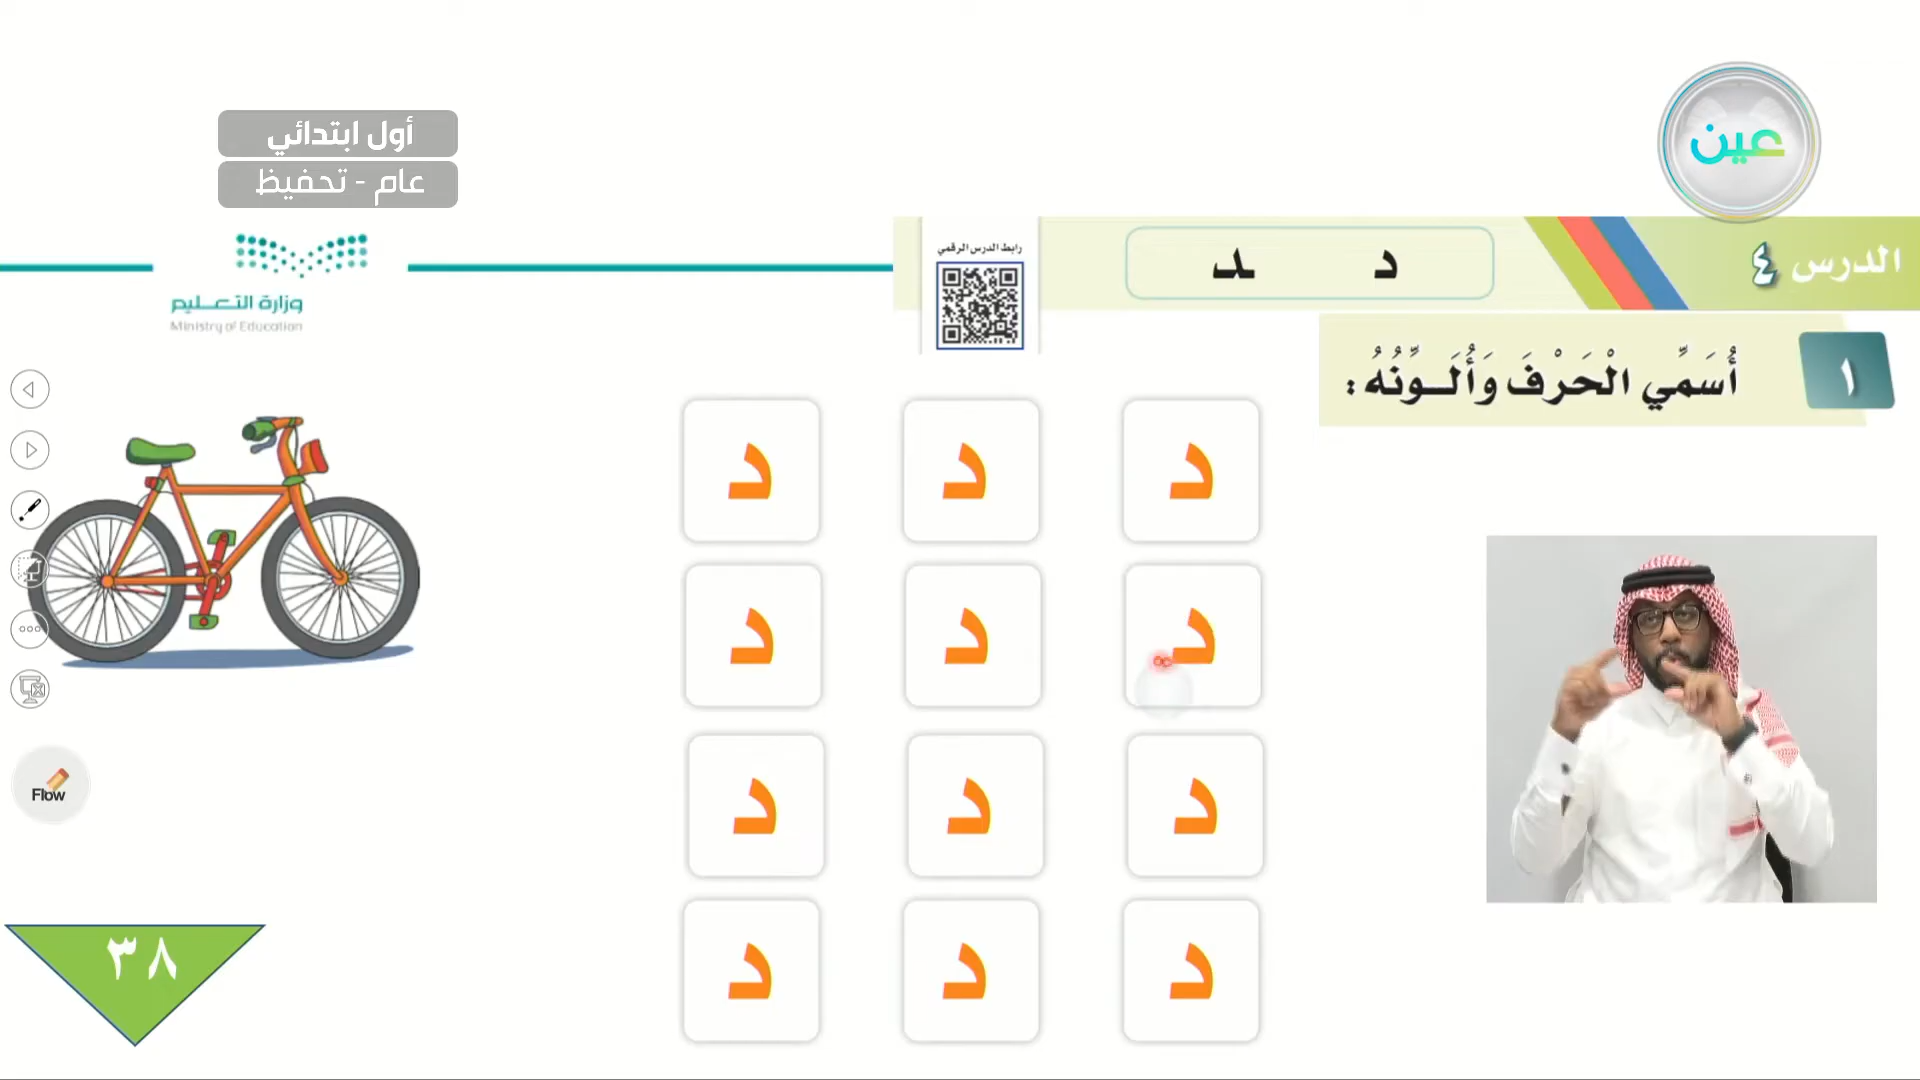 أول ابتدائي
عام - تحفيظ
عين
الدرس ٤
د ـد
رابط الدرس الرقمي
وزارة التعليم
Ministry of Education
١
أُسَمِّي الْحَرْفَ وَأُلَـوِّنُهُ :
د د د
د د د
د د د
د د د
Flow
٣٨